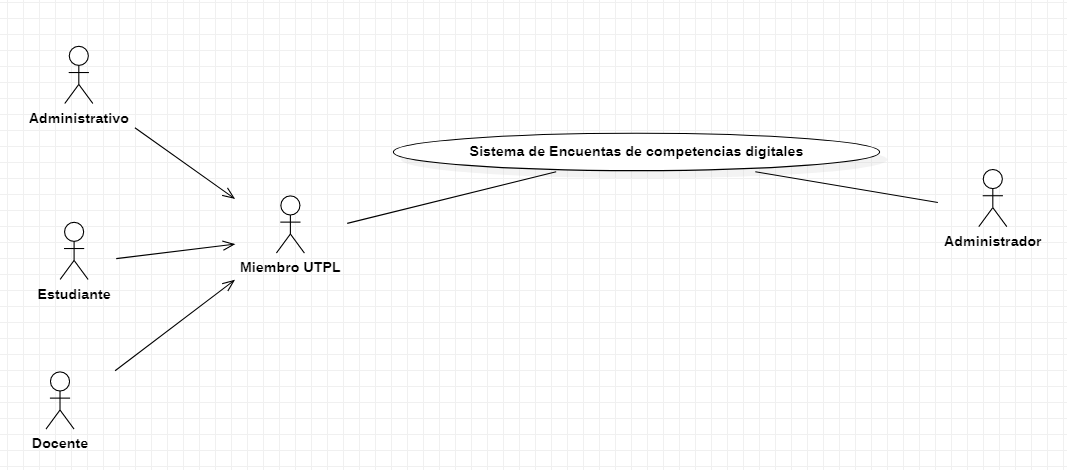 Administrativo
Sistema de Encuentas de competencias digitales
Miembro UTPL
Administrador
Estudiante
Docente